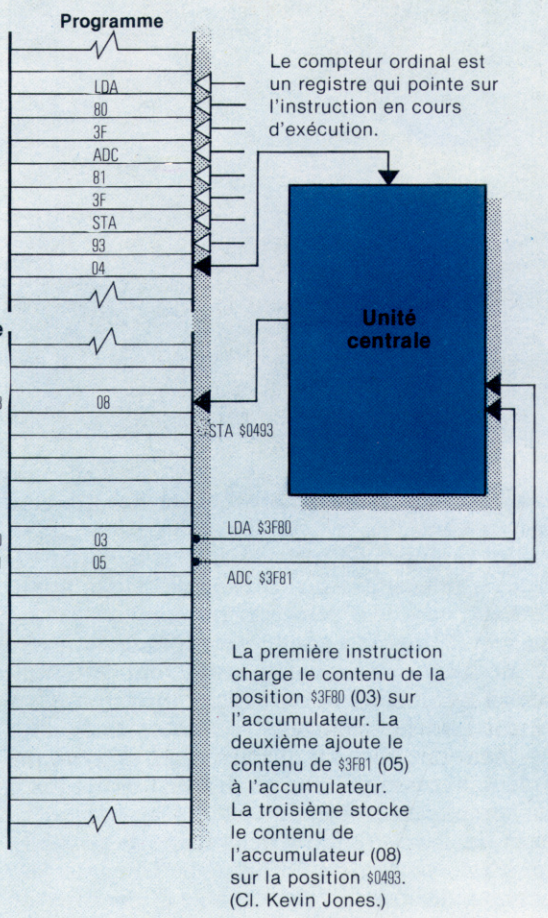 Programme
Le compteur ordinal est
un registre qui pointe sur
l'instruction en cours
d'exécution.
LDA
80
3F
ADC
81
3F
STA
93
04
Unité
centrale
08
STA $0493
03
LDA $3F80
05
ADC $3F81
La première instruction
charge le contenu de la
position $3F80 (03) sur
l'accumulateur. La
deuxième ajoute le
contenu de $3F81 (05)
à l'accumulateur.
La troisième stocke
le contenu de
l'accumulateur (08)
sur la position $0493.
(Cl. Kevin Jones.)